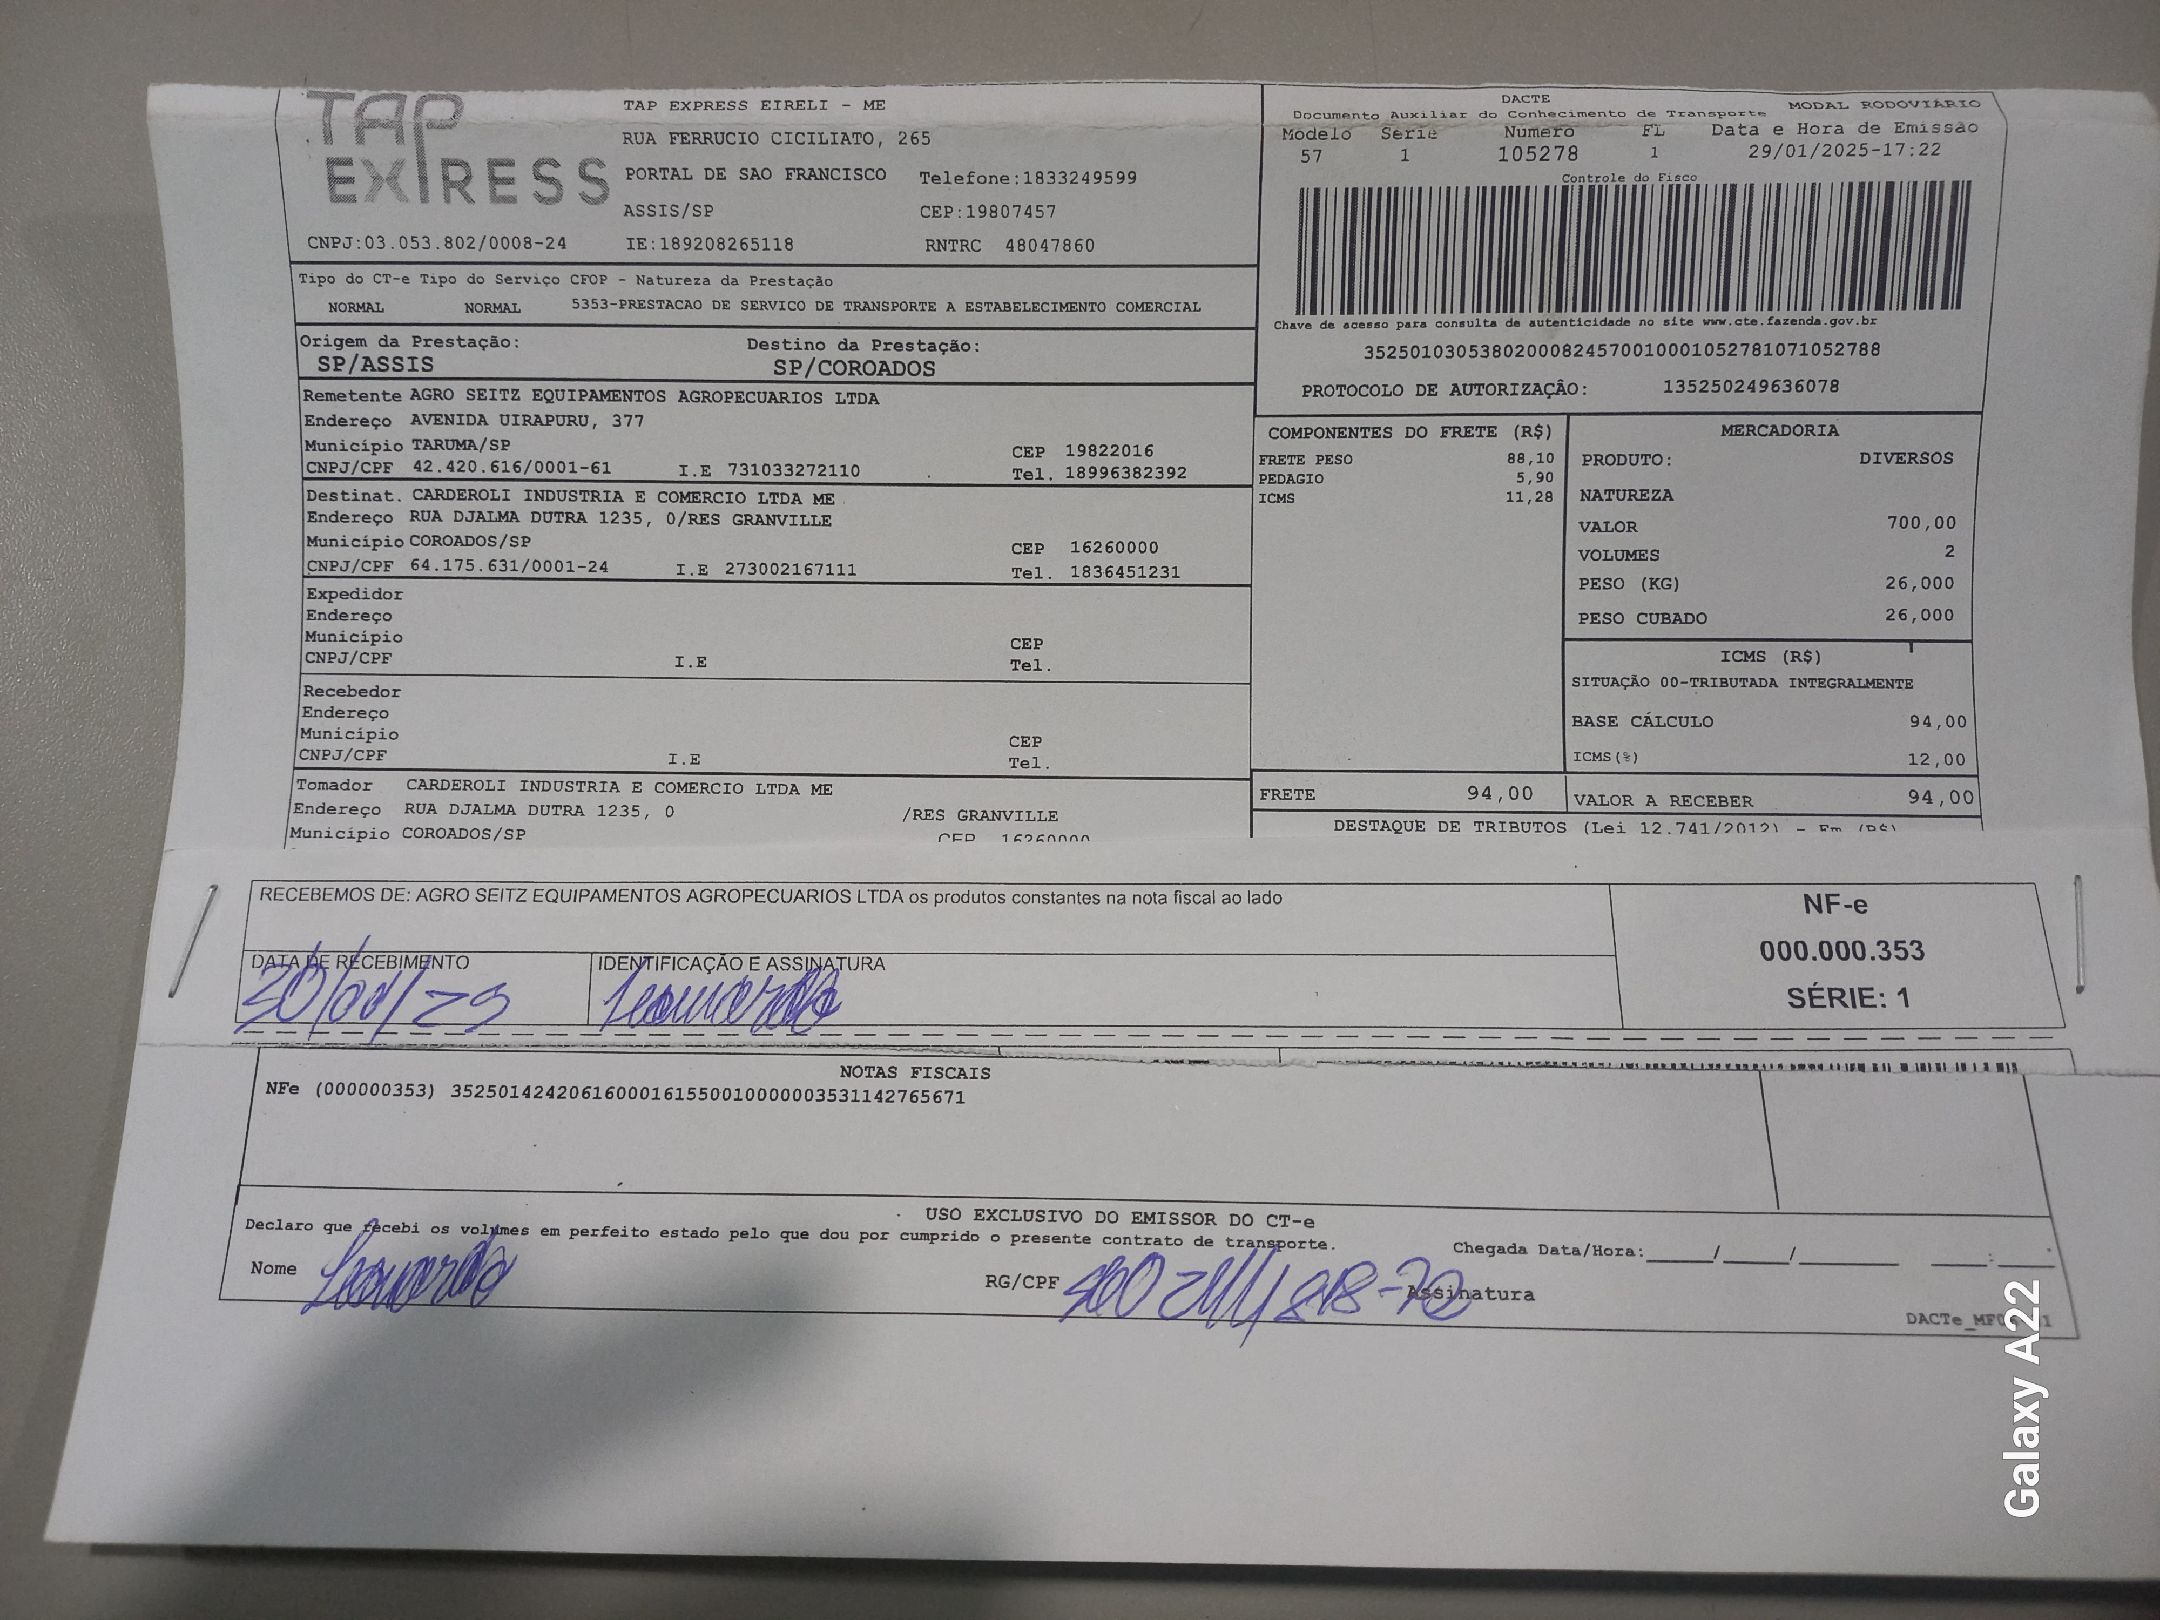 TAP EXPRESS
TAP EXPRESS EIRELI - ME
RUA FERRUCIO CICILIATO, 265
PORTAL DE SAO FRANCISCO Telefone:1833249599
ASSIS/SP CEP:19807457
CNPJ:03.053.802/0008-24 IE:189208265118 RNTRC 48047860
DACTE
Documento Auxiliar do Conhecimento de Transporte MODAL RODOVIÁRIO
Modelo Serie Numero FL Data e Hora de Emissão
57 1 105278 1 29/01/2025-17:22
Controle do Fisco
Chave de acesso para consulta de autenticidade no site www.cte.fazenda.gov.br
35250103053802000824570010001052781071052788
PROTOCOLO DE AUTORIZAÇÃO: 135250249636078
Tipo do CT-e Tipo do Serviço CFOP - Natureza da Prestação
NORMAL NORMAL 5353-PRESTACAO DE SERVICO DE TRANSPORTE A ESTABELECIMENTO COMERCIAL
Origem da Prestação: Destino da Prestação:
SP/ASSIS SP/COROADOS
Remetente AGRO SEITZ EQUIPAMENTOS AGROPECUARIOS LTDA
Endereço AVENIDA UIRAPURU, 377
Município TARUMA/SP CEP 19822016
CNPJ/CPF 42.420.616/0001-61 I.E 731033272110 Tel. 18996382392
Destinat. CARDEROLI INDUSTRIA E COMERCIO LTDA ME
Endereço RUA DJALMA DUTRA 1235, 0/RES GRANVILLE
Município COROADOS/SP CEP 16260000
CNPJ/CPF 64.175.631/0001-24 I.E 273002167111 Tel. 1836451231
Expedidor
Endereço
Município CEP
CNPJ/CPF I.E Tel.
Recebedor
Endereço
Município CEP
CNPJ/CPF I.E Tel.
Tomador CARDEROLI INDUSTRIA E COMERCIO LTDA ME
Endereço RUA DJALMA DUTRA 1235, 0 /RES GRANVILLE
Município COROADOS/SP CEP 16260000
COMPONENTES DO FRETE (R$)
FRETE PESO 88,10
PEDAGIO 5,90
ICMS 11,28
FRETE 94,00
MERCADORIA
PRODUTO: DIVERSOS
NATUREZA
VALOR 700,00
VOLUMES 2
PESO (KG) 26,000
PESO CUBADO 26,000
ICMS (R$)
SITUAÇÃO 00-TRIBUTADA INTEGRALMENTE
BASE CÁLCULO 94,00
ICMS(%) 12,00
VALOR A RECEBER 94,00
DESTAQUE DE TRIBUTOS (Lei 12.741/2012) - Em (R$)
RECEBEMOS DE: AGRO SEITZ EQUIPAMENTOS AGROPECUARIOS LTDA os produtos constantes na nota fiscal ao lado
DATA DE RECEBIMENTO IDENTIFICAÇÃO E ASSINATURA
30/01/25 Leonardo
NF-e
000.000.353
SÉRIE: 1
NOTAS FISCAIS
NFe (000000353) 35250142420616000161550010000003531142765671
USO EXCLUSIVO DO EMISSOR DO CT-e
Declaro que recebi os volumes em perfeito estado pelo que dou por cumprido o presente contrato de transporte.
Chegada Data/Hora:____/____/______ ____:____
Nome Leonardo RG/CPF Assinatura
Galaxy A22